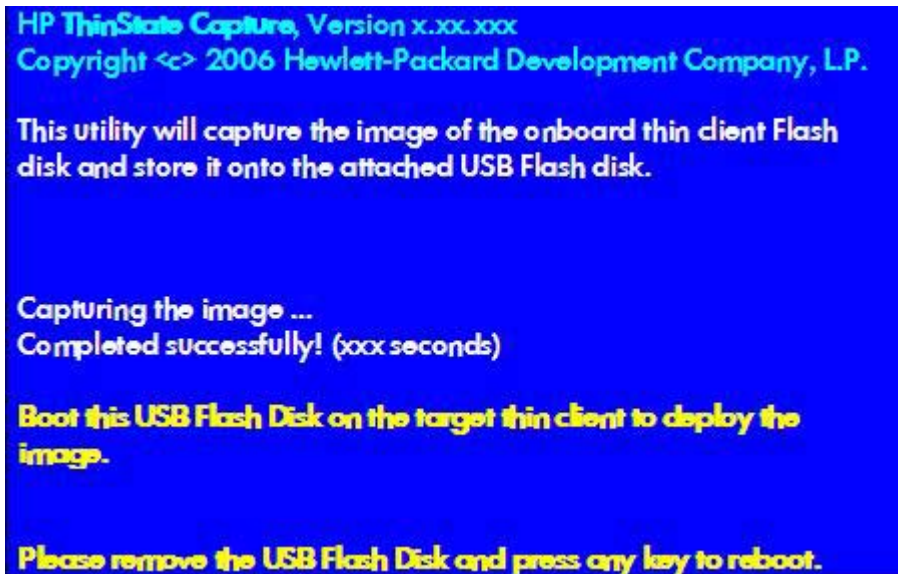 HP ThinState Capture, Version x.xx.xxx
Copyright <c> 2006 Hewlett-Packard Development Company, L.P.
This utility will capture the image of the onboard thin client Flash
disk and store it onto the attached USB Flash disk.
Capturing the image ...
Completed successfully! (xxx seconds)
Boot this USB Flash Disk on the target thin client to deploy the
image.
Please remove the USB Flash Disk and press any key to reboot.